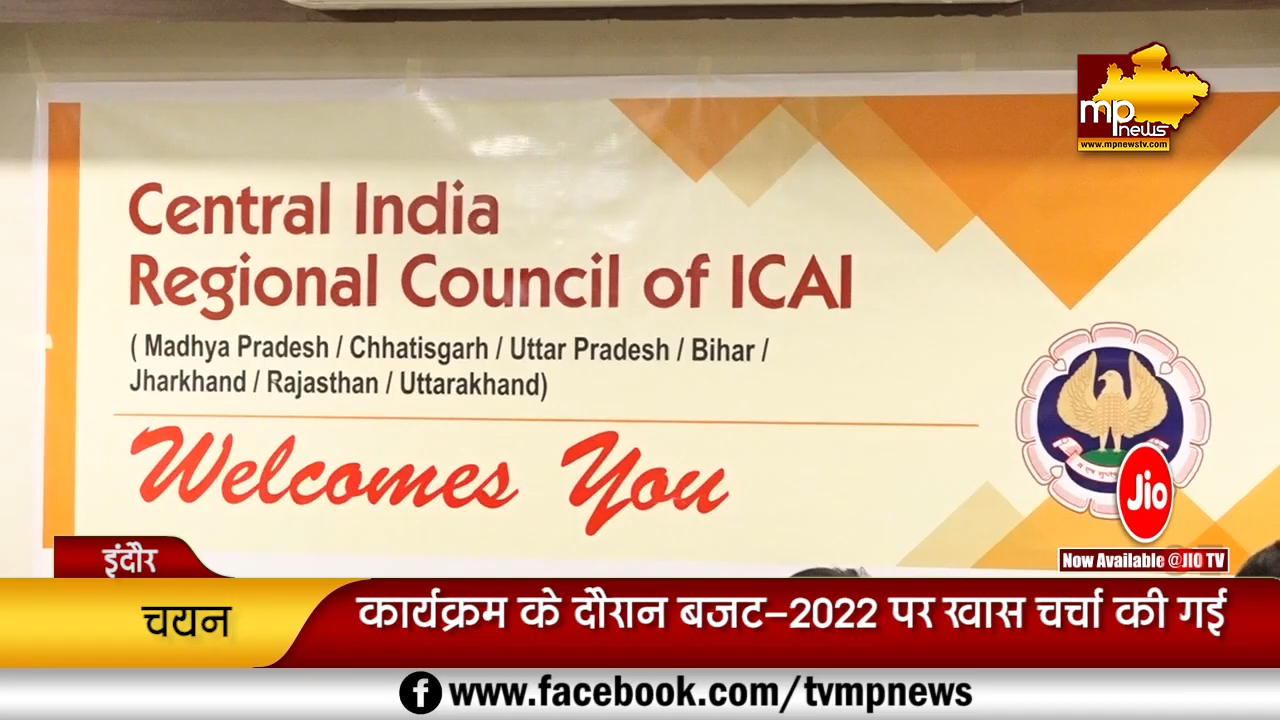 mp
news
www.mpnewstv.com
Central India
Regional Council of ICAI
( Madhya Pradesh / Chhatisgarh / Uttar Pradesh / Bihar /
Jharkhand / Rajasthan / Uttarakhand)
Welcomes You
Jio
Now Available @JIO TV
इंदौर
चयन
कार्यक्रम के दौरान बजट–2022 पर खास चर्चा की गई
www.facebook.com/tvmpnews